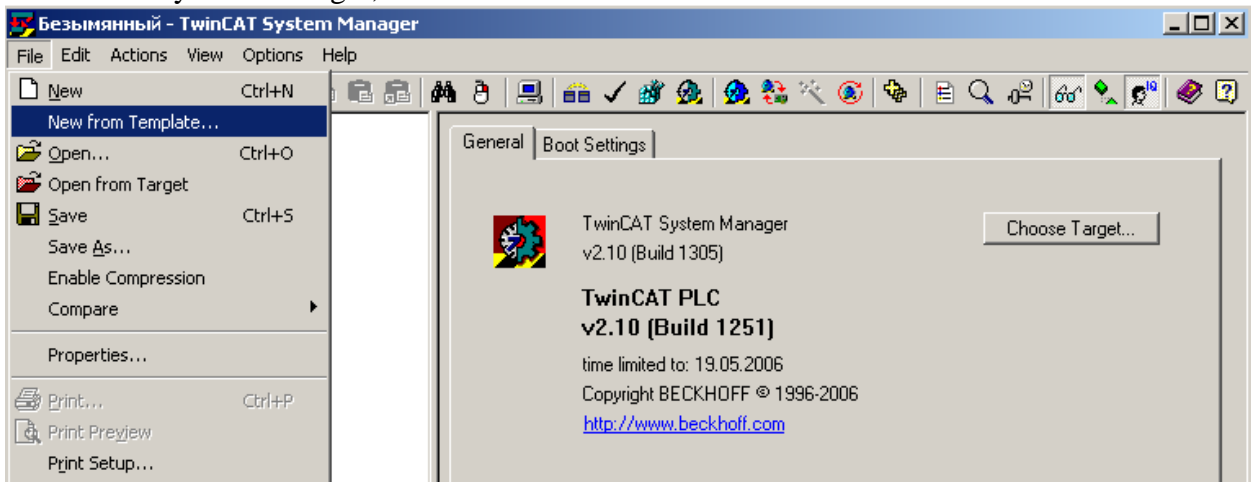 Безымянный - TwinCAT System Manager
File Edit Actions View Options Help
New Ctrl+N
New from Template...
Open... Ctrl+O
Open from Target
Save Ctrl+S
Save As...
Enable Compression
Compare
Properties...
Print... Ctrl+P
Print Preview
Print Setup...
General Boot Settings
TwinCAT System Manager
v2.10 (Build 1305)
Choose Target...
TwinCAT PLC
v2.10 (Build 1251)
time limited to: 19.05.2006
Copyright BECKHOFF © 1996-2006
http://www.beckhoff.com